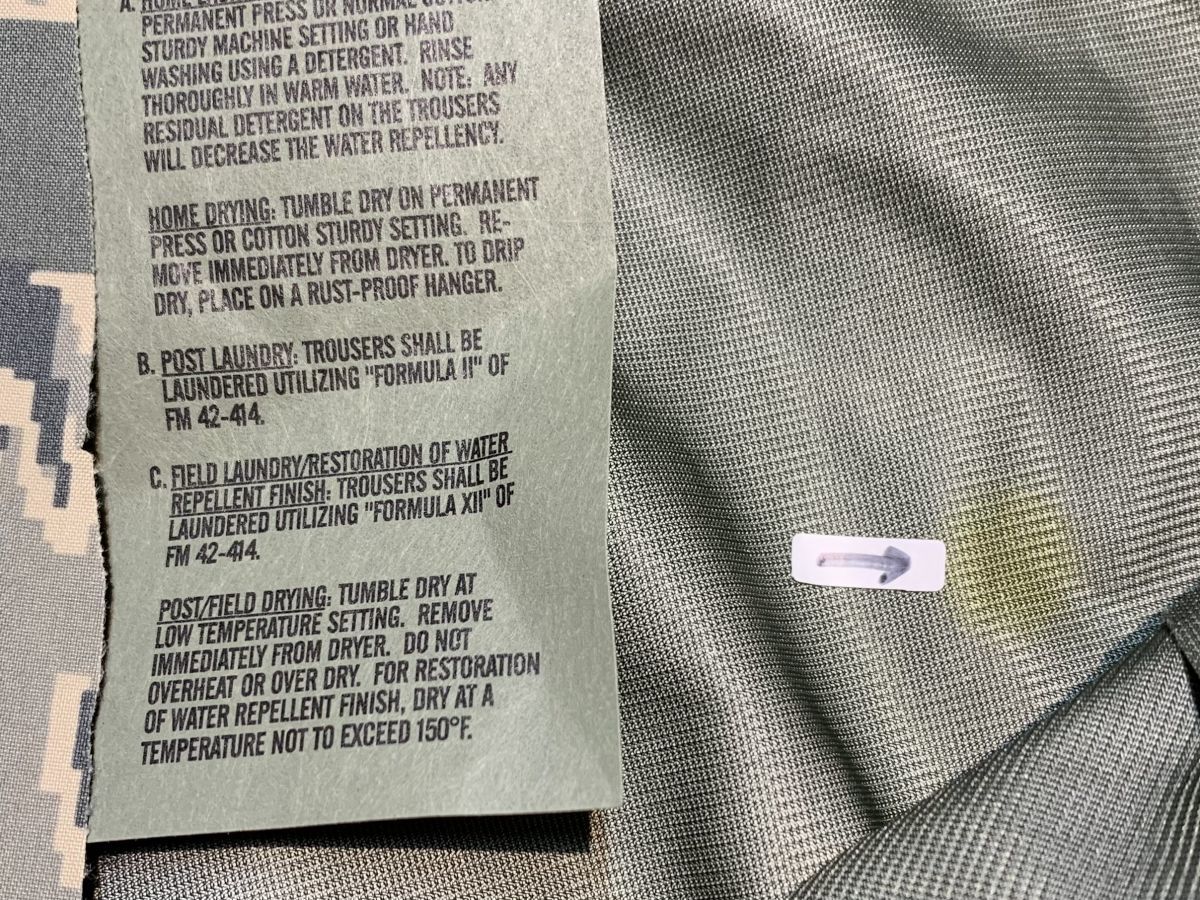 A. HOME
PERMANENT PRESS OR NORMAL
STURDY MACHINE SETTING OR HAND
WASHING USING A DETERGENT. RINSE
THOROUGHLY IN WARM WATER. NOTE: ANY
RESIDUAL DETERGENT ON THE TROUSERS
WILL DECREASE THE WATER REPELLENCY.
HOME DRYING: TUMBLE DRY ON PERMANENT
PRESS OR COTTON STURDY SETTING. RE-
MOVE IMMEDIATELY FROM DRYER. TO DRIP
DRY, PLACE ON A RUST-PROOF HANGER.
B. POST LAUNDRY: TROUSERS SHALL BE
LAUNDERED UTILIZING "FORMULA II" OF
FM 42-414.
C. FIELD LAUNDRY/RESTORATION OF WATER
REPELLENT FINISH: TROUSERS SHALL BE
LAUNDERED UTILIZING "FORMULA XII" OF
FM 42-414.
POST/FIELD DRYING: TUMBLE DRY AT
LOW TEMPERATURE SETTING. REMOVE
IMMEDIATELY FROM DRYER. DO NOT
OVERHEAT OR OVER DRY. FOR RESTORATION
OF WATER REPELLENT FINISH, DRY AT A
TEMPERATURE NOT TO EXCEED 150°F.